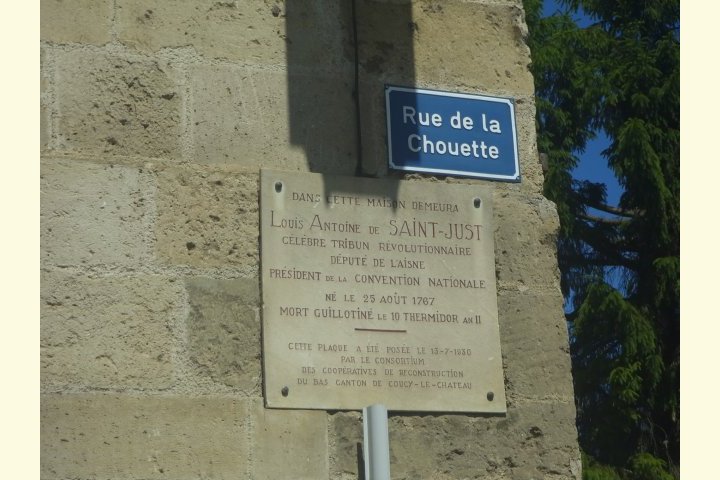 Rue de la
Chouette
DANS CETTE MAISON DEMEURA
LOUIS ANTOINE DE SAINT-JUST
CÉLÈBRE TRIBUN RÉVOLUTIONNAIRE
DÉPUTÉ DE L'AISNE
PRÉSIDENT DE LA CONVENTION NATIONALE
NÉ LE 25 AOÛT 1767
MORT GUILLOTINÉ LE 10 THERMIDOR AN II
CETTE PLAQUE A ÉTÉ POSÉE LE 13-7-1930
PAR LE CONSORTIUM
DES COOPÉRATIVES DE RECONSTRUCTION
DU BAS CANTON DE COUCY-LE-CHATEAU